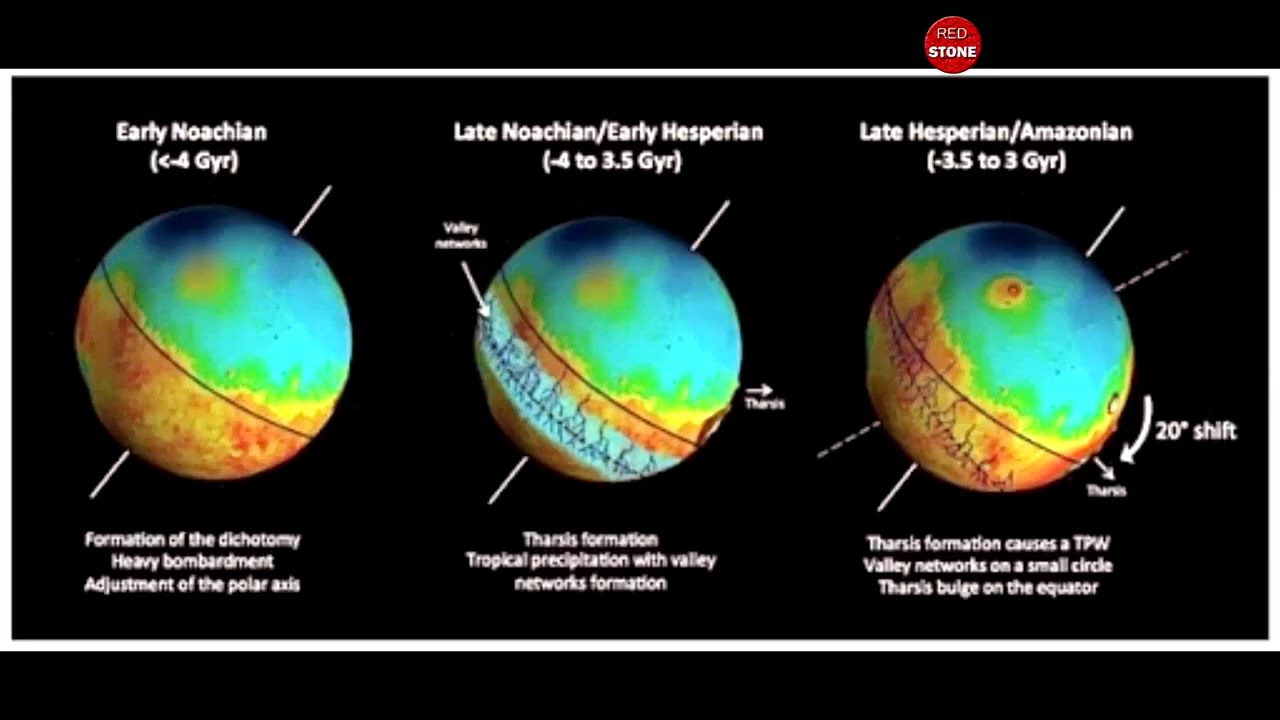 RED..
STONE
Early Noachian
(<-4 Gyr)
Late Noachian/Early Hesperian
(-4 to 3.5 Gyr)
Late Hesperian/Amazonian
(-3.5 to 3 Gyr)
Valley
networks
Tharsis
20° shift
Tharsis
Formation of the dichotomy
Heavy bombardment
Adjustment of the polar axis
Tharsis formation
Tropical precipitation with valley
networks formation
Tharsis formation causes a TPW
Valley networks on a small circle
Tharsis bulge on the equator